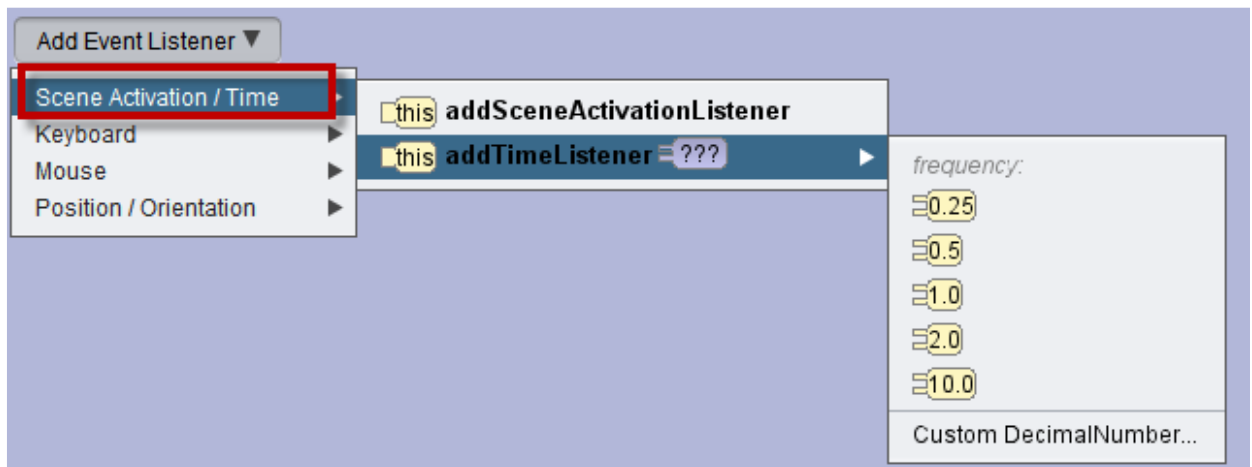 Add Event Listener ▼
Scene Activation / Time
Keyboard
Mouse
Position / Orientation
this addSceneActivationListener
this addTimeListener ???
frequency:
0.25
0.5
1.0
2.0
10.0
Custom DecimalNumber...